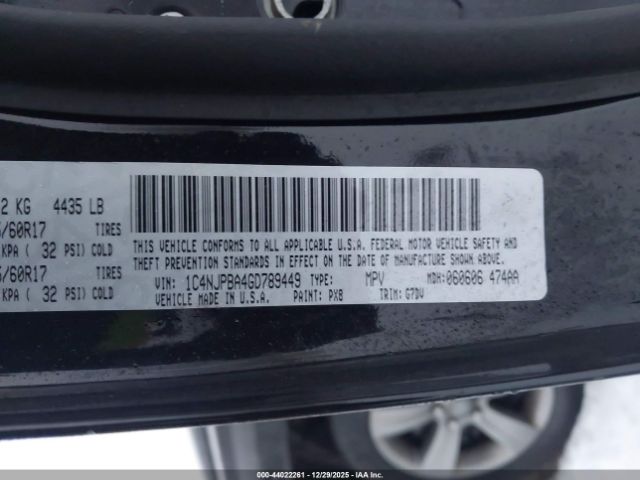 2 KG 4435 LB
/60R17 TIRES
KPA ( 32 PSI) COLD
/60R17 TIRES
KPA ( 32 PSI) COLD
THIS VEHICLE CONFORMS TO ALL APPLICABLE U.S.A. FEDERAL MOTOR VEHICLE SAFETY AND
THEFT PREVENTION STANDARDS IN EFFECT ON THE DATE OF MANUFACTURE SHOWN ABOVE.
VIN: 1C4NJPBA4GD789449 TYPE: MPV MDH: 060606 474AA
VEHICLE MADE IN U.S.A. PAINT: PX8 TRIM: G7DV
000-44022261 - 12/29/2025 - IAAI, Inc.